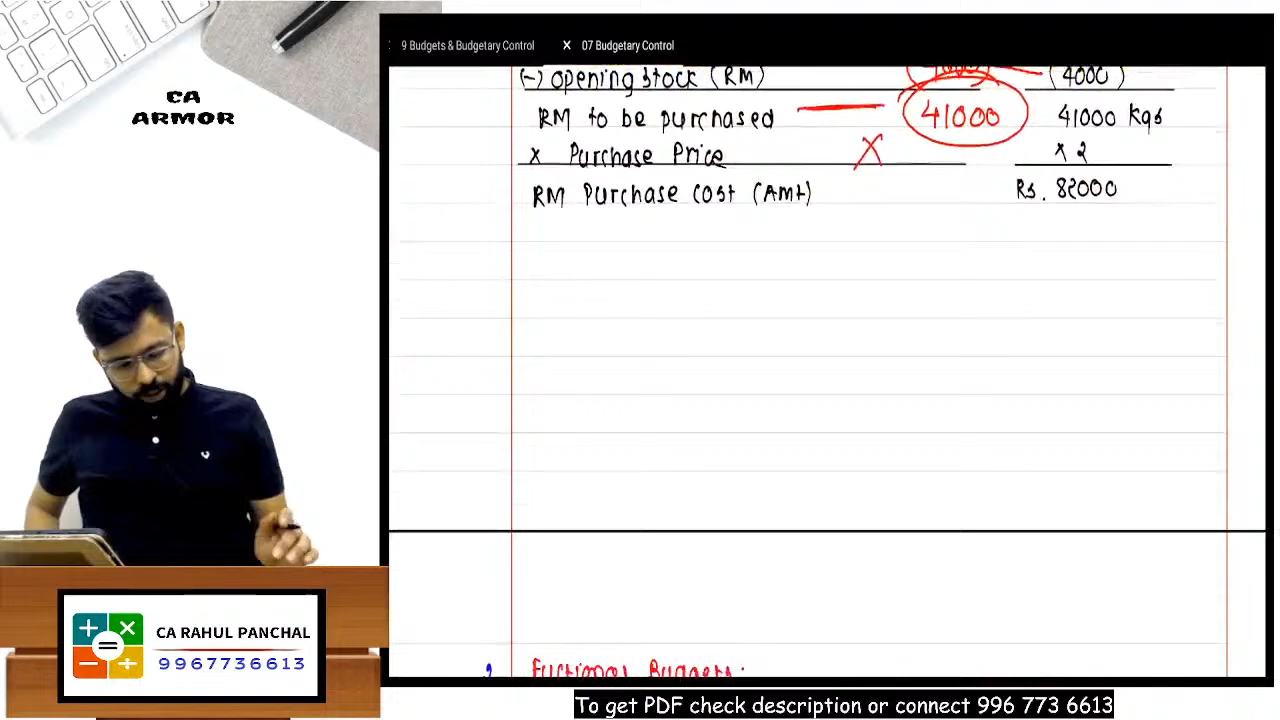 9 Budgets & Budgetary Control X 07 Budgetary Control
CA
ARMOR
(-) Opening stock (RM) (4000)
RM to be purchased 41000 41000 Kgs
x Purchase Price X x 2
RM Purchase Cost (Amt) Rs. 82000
CA RAHUL PANCHAL
9967736613
To get PDF check description or connect 996 773 6613